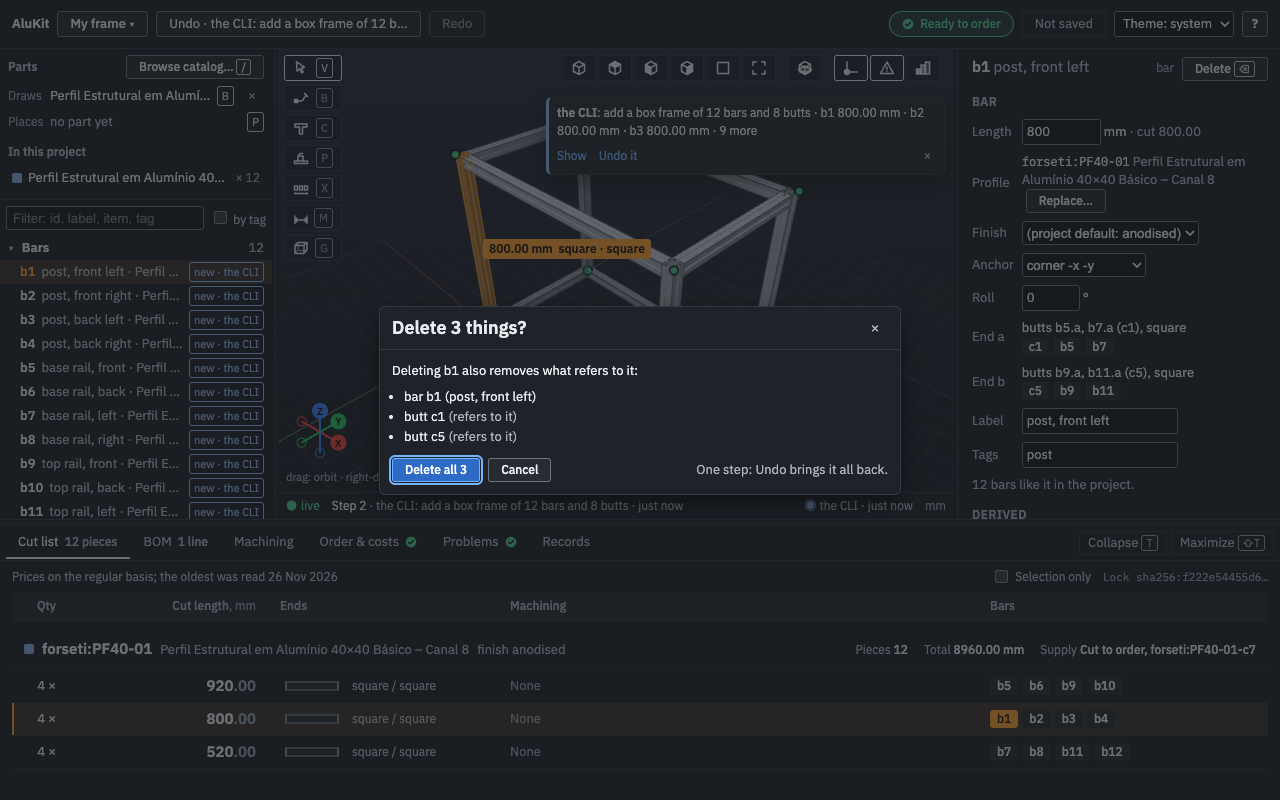 AluKit My frame ▾ Undo · the CLI: add a box frame of 12 b... Redo Ready to order Not saved Theme: system ?
Parts Browse catalog... /
Draws Perfil Estrutural em Alumí... B ×
Places no part yet P
In this project
Perfil Estrutural em Alumínio 40... × 12
Filter: id, label, item, tag by tag
Bars 12
b1 post, front left · Perfil ... new · the CLI
b2 post, front right · Perfi... new · the CLI
b3 post, back left · Perfil ... new · the CLI
b4 post, back right · Perfil... new · the CLI
b5 base rail, front · Perfil... new · the CLI
b6 base rail, back · Perfil... new · the CLI
b7 base rail, left · Perfil E... new · the CLI
b8 base rail, right · Perfil... new · the CLI
b9 top rail, front · Perfil E... new · the CLI
b10 top rail, back · Perfil... new · the CLI
b11 top rail, left · Perfil E... new · the CLI
V
B
C
P
X
M
G
the CLI: add a box frame of 12 bars and 8 butts · b1 800.00 mm · b2
800.00 mm · b3 800.00 mm · 9 more
Show Undo it ×
800.00 mm square · square
Z
Y
X
drag: orbit · right-d
Delete 3 things? ×
Deleting b1 also removes what refers to it:
• bar b1 (post, front left)
• butt c1 (refers to it)
• butt c5 (refers to it)
Delete all 3 Cancel One step: Undo brings it all back.
live Step 2 · the CLI: add a box frame of 12 bars and 8 butts · just now the CLI · just now mm
b1 post, front left bar Delete ⌫
BAR
Length 800 mm · cut 800.00
Profile forseti:PF40-01 Perfil Estrutural em
Alumínio 40×40 Básico – Canal 8
Replace...
Finish (project default: anodised)
Anchor corner -x -y
Roll 0 °
End a butts b5.a, b7.a (c1), square
c1 b5 b7
End b butts b9.a, b11.a (c5), square
c5 b9 b11
Label post, front left
Tags post
12 bars like it in the project.
DERIVED
Cut list 12 pieces BOM 1 line Machining Order & costs Problems Records Collapse T Maximize ⇧T
Prices on the regular basis; the oldest was read 26 Nov 2026 Selection only Lock sha256:f222e54455d6…
Qty Cut length, mm Ends Machining Bars
forseti:PF40-01 Perfil Estrutural em Alumínio 40×40 Básico – Canal 8 finish anodised Pieces 12 Total 8960.00 mm Supply Cut to order, forseti:PF40-01-c7
4 × 920.00 square / square None b5 b6 b9 b10
4 × 800.00 square / square None b1 b2 b3 b4
4 × 520.00 square / square None b7 b8 b11 b12